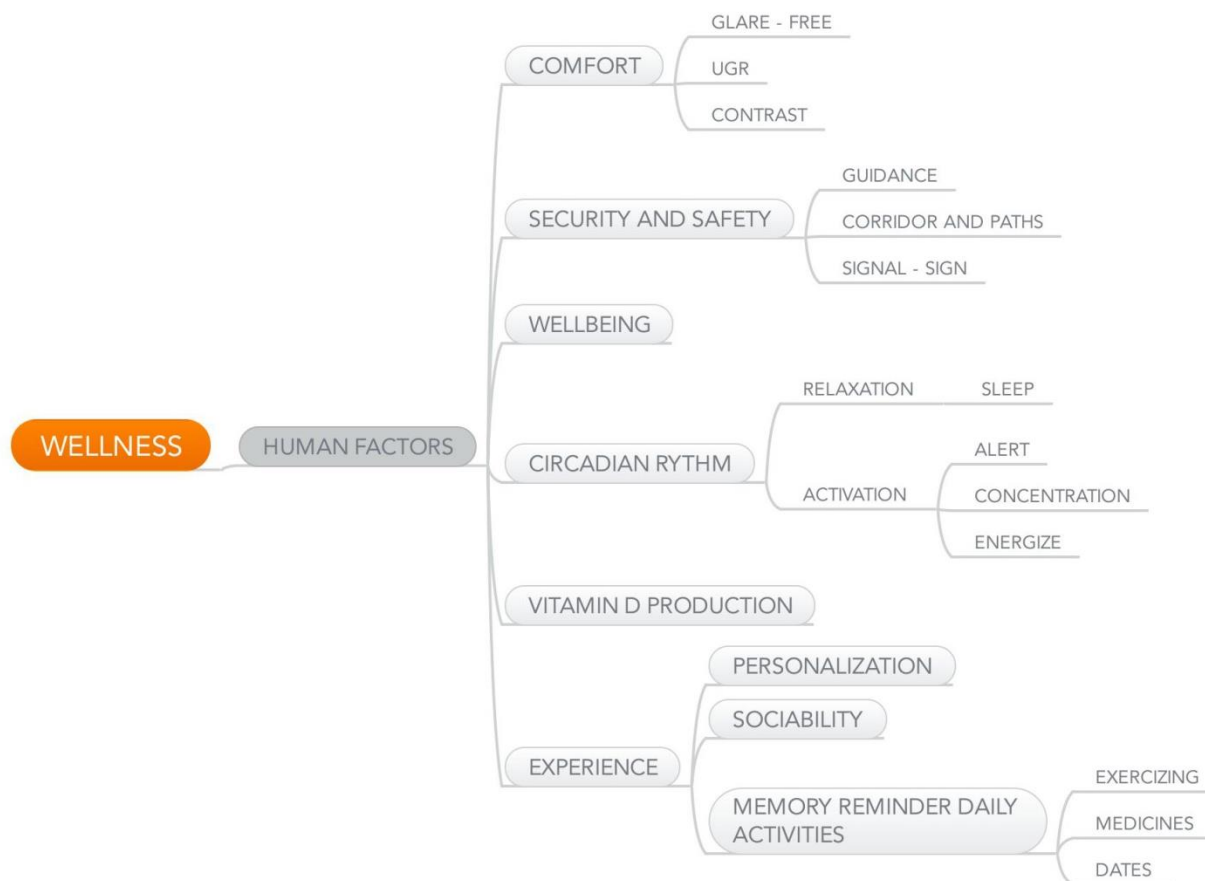 WELLNESS
HUMAN FACTORS
COMFORT
GLARE - FREE
UGR
CONTRAST
SECURITY AND SAFETY
GUIDANCE
CORRIDOR AND PATHS
SIGNAL - SIGN
WELLBEING
CIRCADIAN RYTHM
RELAXATION
SLEEP
ACTIVATION
ALERT
CONCENTRATION
ENERGIZE
VITAMIN D PRODUCTION
EXPERIENCE
PERSONALIZATION
SOCIABILITY
MEMORY REMINDER DAILY
ACTIVITIES
EXERCIZING
MEDICINES
DATES